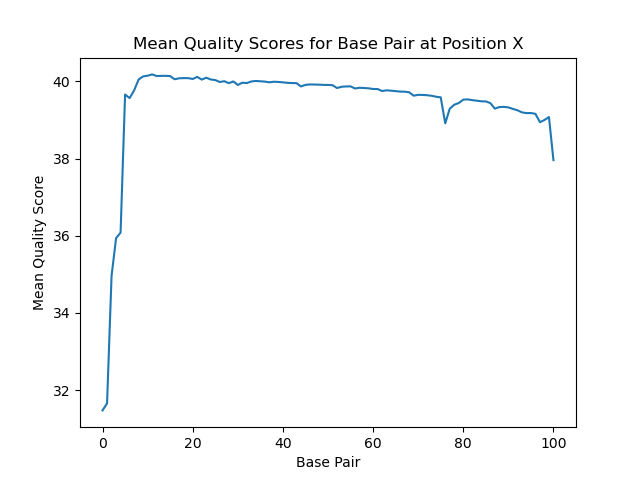 Mean Quality Scores for Base Pair at Position X
40
38
36
34
32
Mean Quality Score
0 20 40 60 80 100
Base Pair